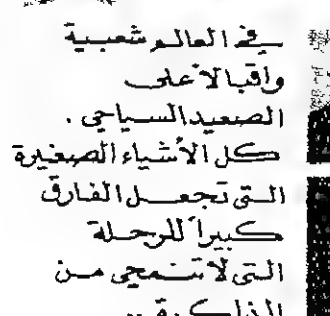 في العالم شعبية
واقبالا على
الصعيد السياحي .
كل الأشياء الصغيرة
التي تجعل الفارق
كبيراً للرحلة
التي لا تنمحي من